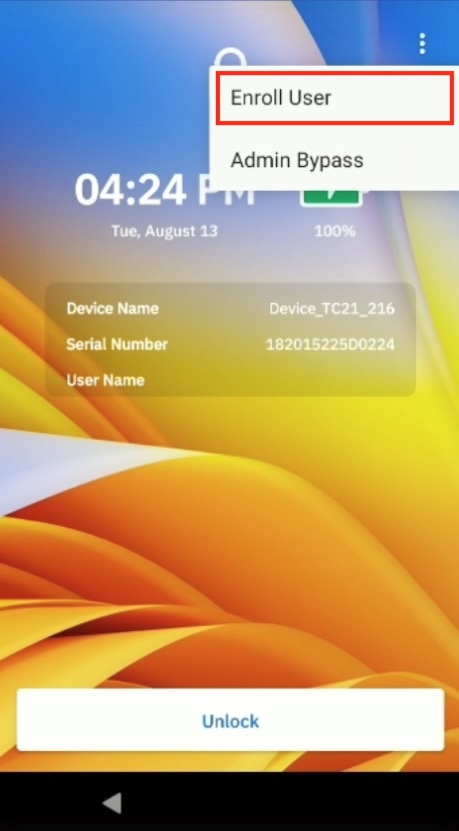 Enroll User
Admin Bypass
04:24 PM
Tue, August 13
100%
Device Name
Device_TC21_216
Serial Number
182015225D0224
User Name
Unlock